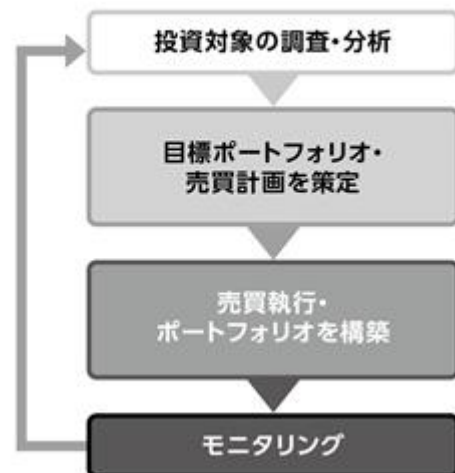 投資対象の調査・分析
目標ポートフォリオ・
売買計画を策定
売買執行・
ポートフォリオを構築
モニタリング